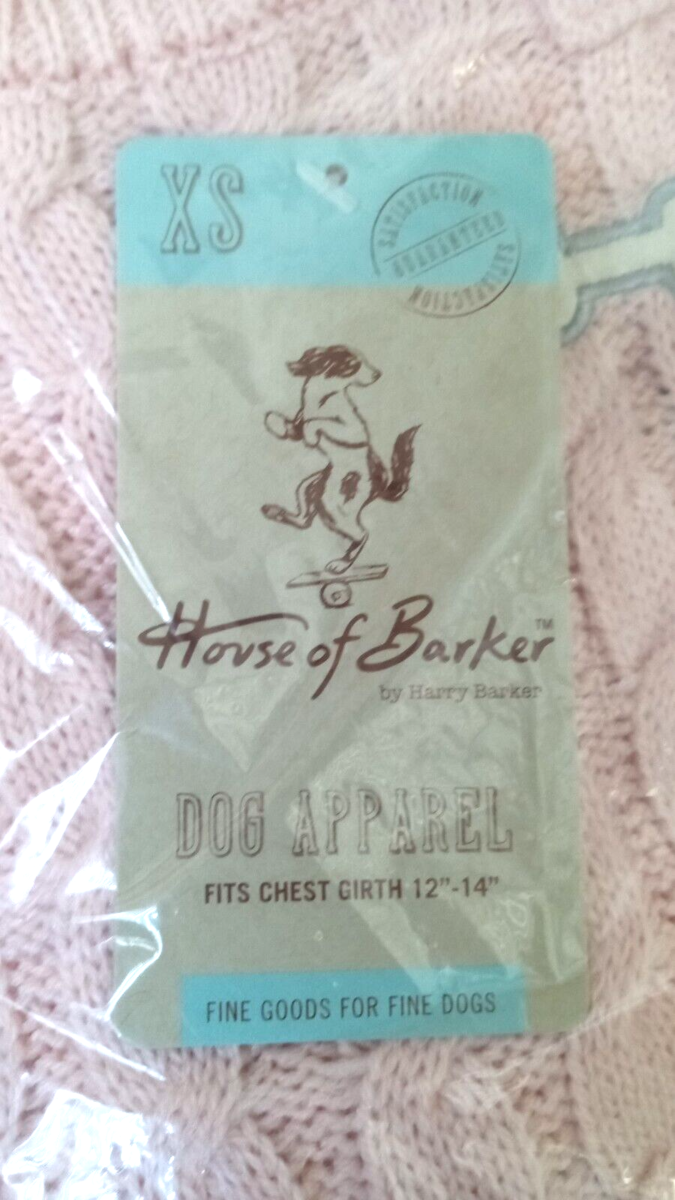 XS
SATISFACTION
GUARANTEED
SATISFACTION
House of Barker™
by Harry Barker
DOG APPAREL
FITS CHEST GIRTH 12"-14"
FINE GOODS FOR FINE DOGS